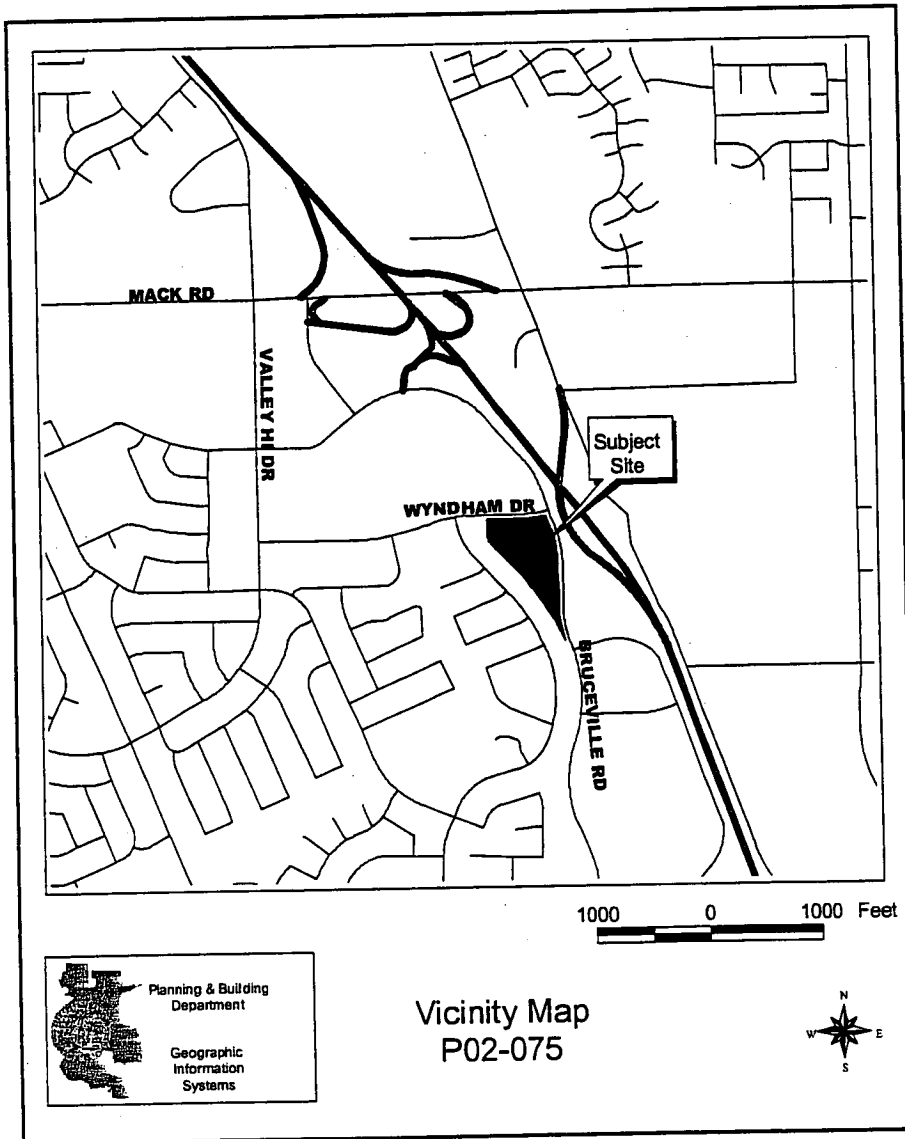 MACK RD
VALLEY HI DR
Subject
Site
WYNDHAM DR
BRUCEVILLE RD
1000 0 1000 Feet
Planning & Building
Department
Geographic
Information
Systems
Vicinity Map
P02-075
N
W E
S